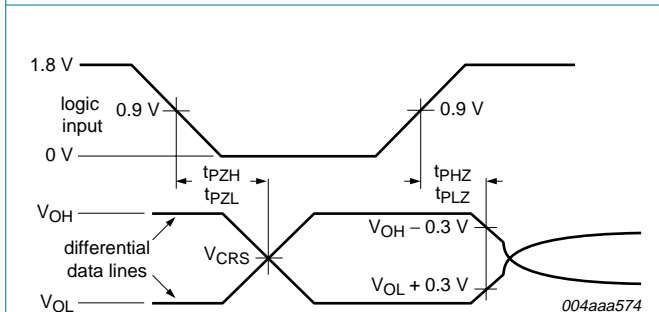 1.8 V
logic
input
0.9 V
0.9 V
0 V
tPZH
tPZL
tPHZ
tPLZ
VOH
VOH – 0.3 V
differential
data lines
VCRS
VOL + 0.3 V
VOL
004aaa574